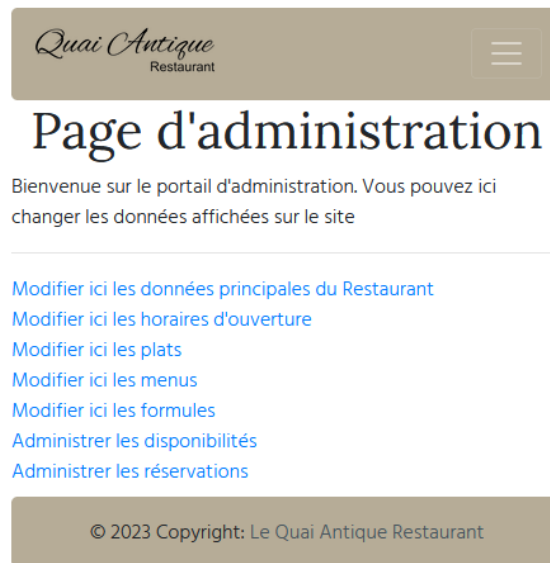 Quai Antique
Restaurant
Page d'administration
Bienvenue sur le portail d'administration. Vous pouvez ici
changer les données affichées sur le site
Modifier ici les données principales du Restaurant
Modifier ici les horaires d'ouverture
Modifier ici les plats
Modifier ici les menus
Modifier ici les formules
Administrer les disponibilités
Administrer les réservations
© 2023 Copyright: Le Quai Antique Restaurant